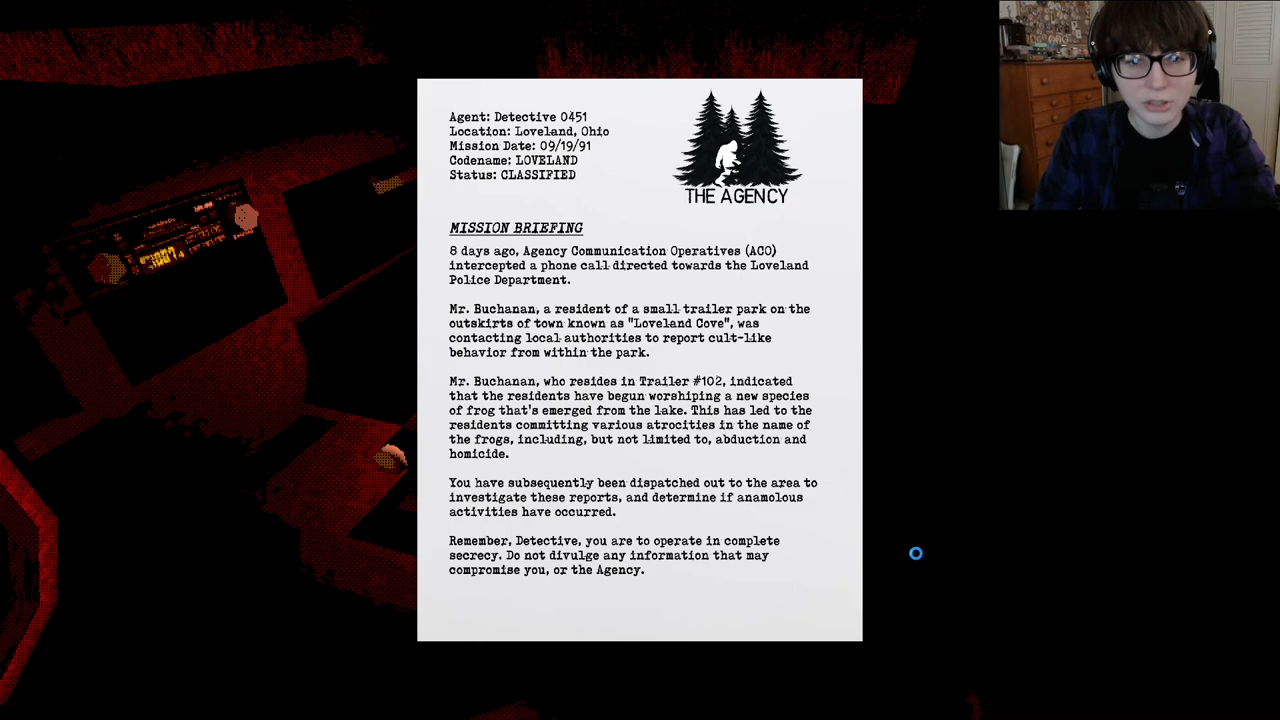 Agent: Detective 0451
Location: Loveland, Ohio
Mission Date: 09/19/91
Codename: LOVELAND
Status: CLASSIFIED
THE AGENCY
MISSION BRIEFING
8 days ago, Agency Communication Operatives (ACO)
intercepted a phone call directed towards the Loveland
Police Department.
Mr. Buchanan, a resident of a small trailer park on the
outskirts of town known as "Loveland Cove", was
contacting local authorities to report cult-like
behavior from within the park.
Mr. Buchanan, who resides in Trailer #102, indicated
that the residents have begun worshiping a new species
of frog that's emerged from the lake. This has led to the
residents committing various atrocities in the name of
the frogs, including, but not limited to, abduction and
homicide.
You have subsequently been dispatched out to the area to
investigate these reports, and determine if anamolous
activities have occurred.
Remember, Detective, you are to operate in complete
secrecy. Do not divulge any information that may
compromise you, or the Agency.